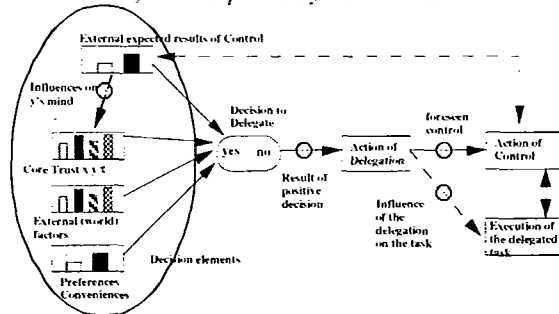 External expected results of Control
Influences on
y's mind
Decision to
Delegate
yes no
Core Trust x y τ
External (world)
factors
Preferences
Conveniences
Decision elements
Result of
positive
decision
Action of
Delegation
foreseen
control
Action of
Control
Influence
of the
delegation
on the task
Execution of
the delegated
task